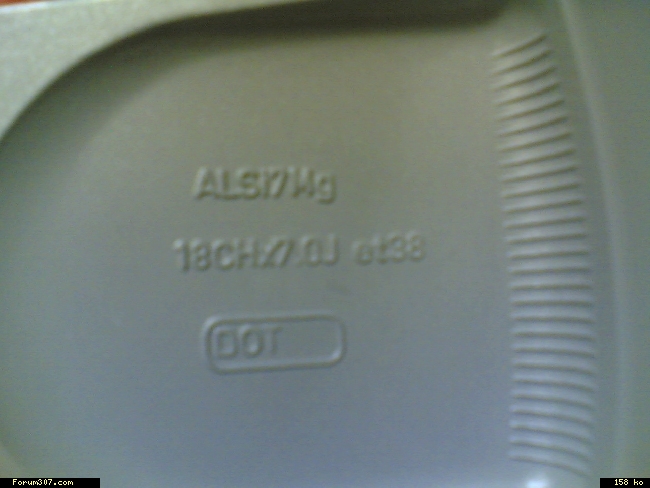 ALSi7Mg
18CHx7.0J et38
DOT
Forum307.com
158 ko